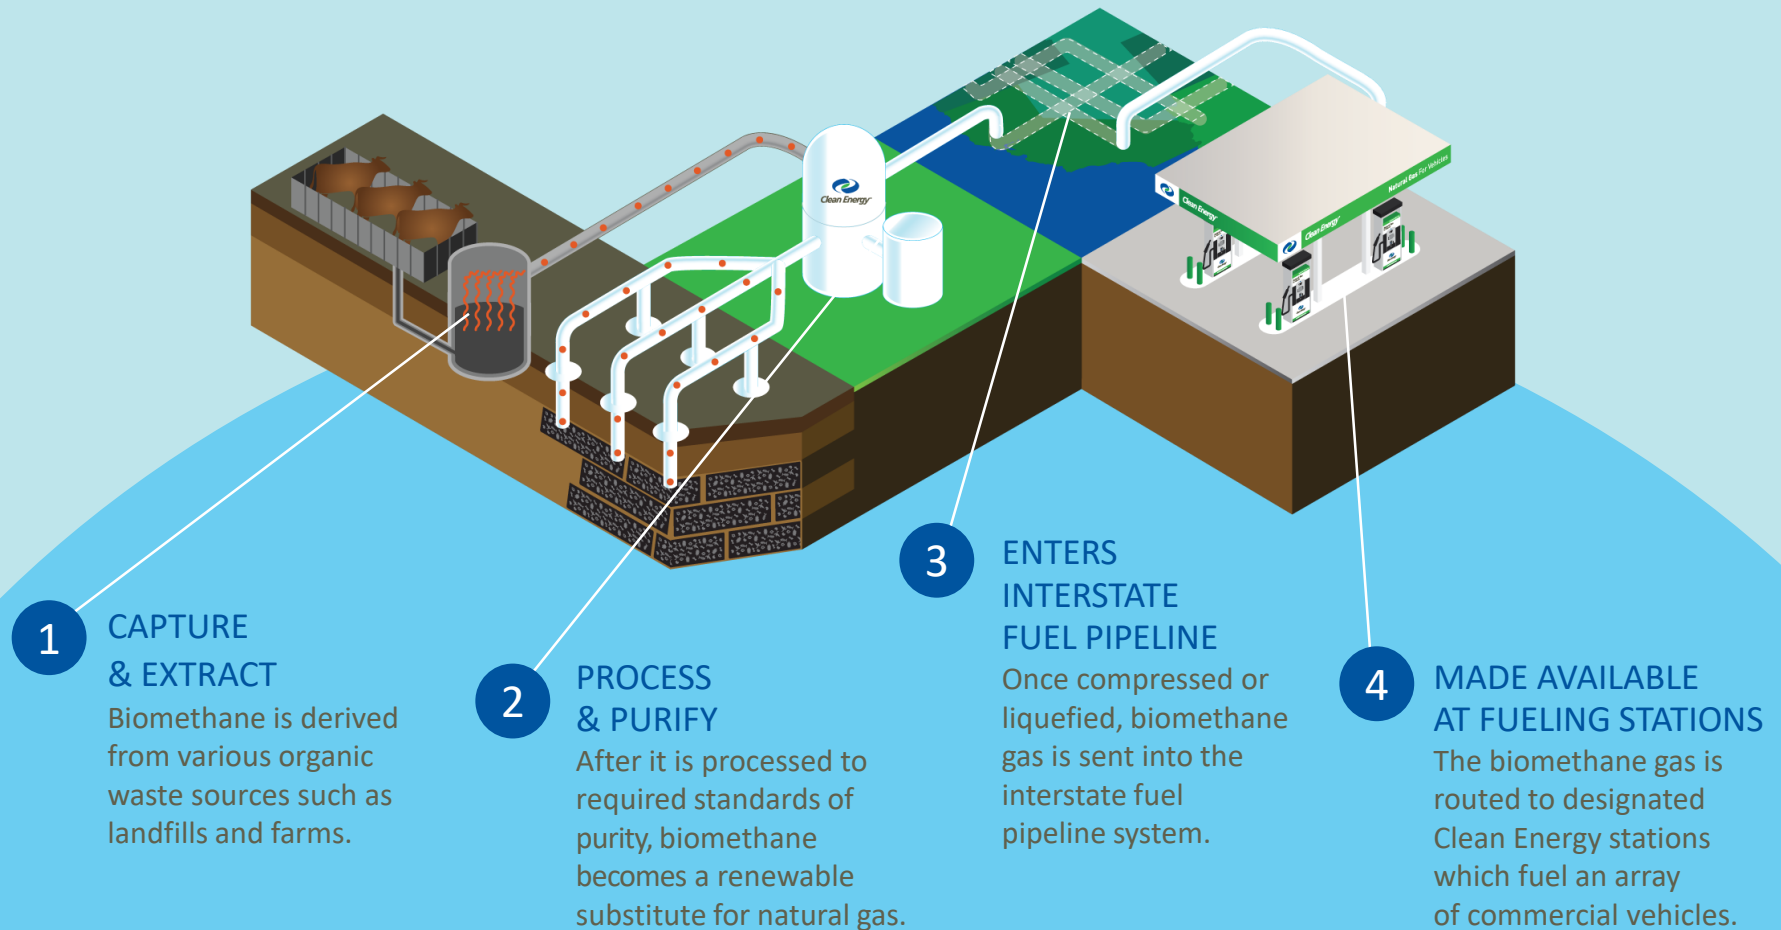 Clean Energy
Clean Energy
Clean Energy
Natural Gas For Vehicles
1
CAPTURE
& EXTRACT
Biomethane is derived
from various organic
waste sources such as
landfills and farms.
2
PROCESS
& PURIFY
After it is processed to
required standards of
purity, biomethane
becomes a renewable
substitute for natural gas.
3
ENTERS
INTERSTATE
FUEL PIPELINE
Once compressed or
liquefied, biomethane
gas is sent into the
interstate fuel
pipeline system.
4
MADE AVAILABLE
AT FUELING STATIONS
The biomethane gas is
routed to designated
Clean Energy stations
which fuel an array
of commercial vehicles.